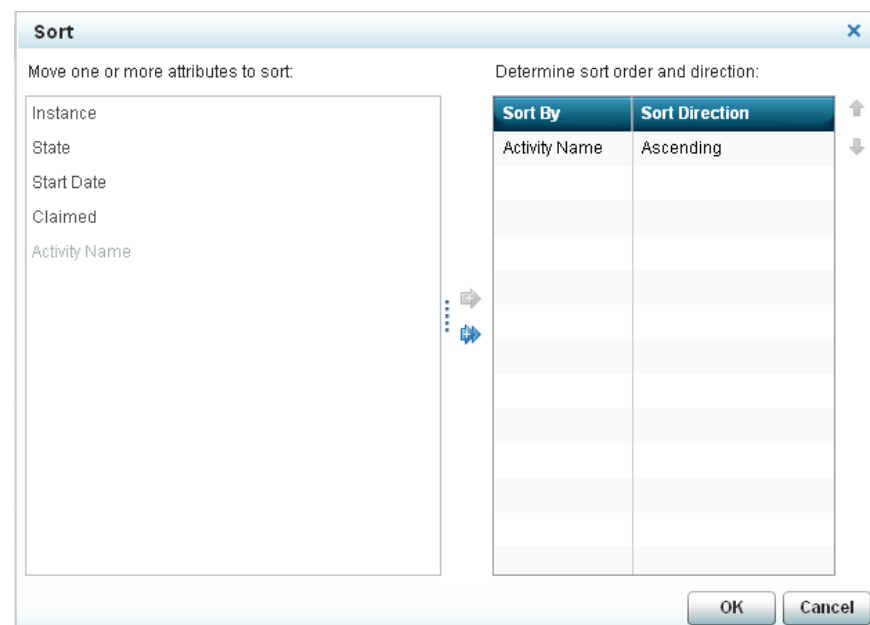 Sort
Move one or more attributes to sort:
Instance
State
Start Date
Claimed
Activity Name
Determine sort order and direction:
Sort By Sort Direction
Activity Name Ascending
OK Cancel